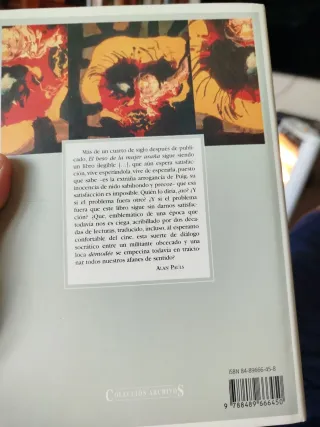 Más de un cuarto de siglo después de publi-
cado, El beso de la mujer araña sigue siendo
un libro ilegible [...], que aún espera satisfac-
ción, vive esperándola, vive de esperarla, puesto
que sabe –es la extraña arrogancia de Puig, su
inocencia de niño sabihondo y precoz– que esa
satisfacción es imposible. Quién lo diría, ¿no? ¿Y
si el problema fuera otro? ¿Y si el problema
fuera que este libro sigue sin darnos satisfac-
ción? ¿Que, emblemático de una época que
todavía nos es ciega, acribillado por dos déca-
das de lecturas, traducido, incluso, al esperanto
confortable del cine, esta suerte de diálogo
socrático entre un militante obcecado y una
loca démodée se empecina todavía en traicio-
nar todos nuestros afanes de sentido?
ALAN PAULS
COLECCIÓN ARCHIVOS
ISBN 84-89666-45-8
9 788489 666450